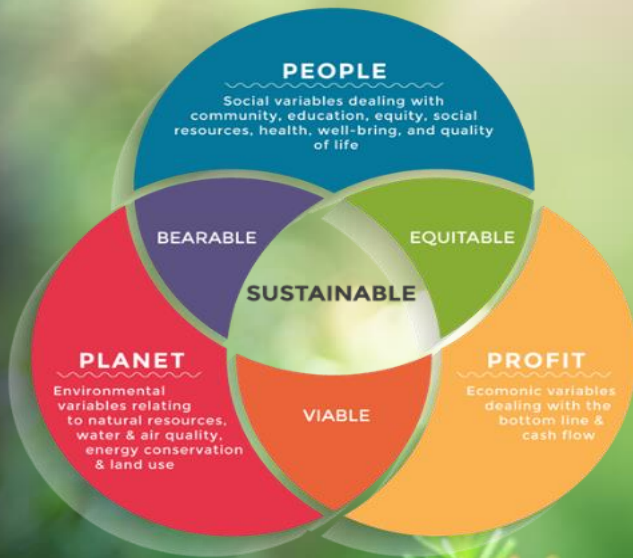 PEOPLE
Social variables dealing with
community, education, equity, social
resources, health, well-bring, and quality
of life
BEARABLE
EQUITABLE
SUSTAINABLE
PLANET
Environmental
variables relating
to natural resources,
water & air quality,
energy conservation
& land use
PROFIT
Ecomonic variables
dealing with the
bottom line &
cash flow
VIABLE